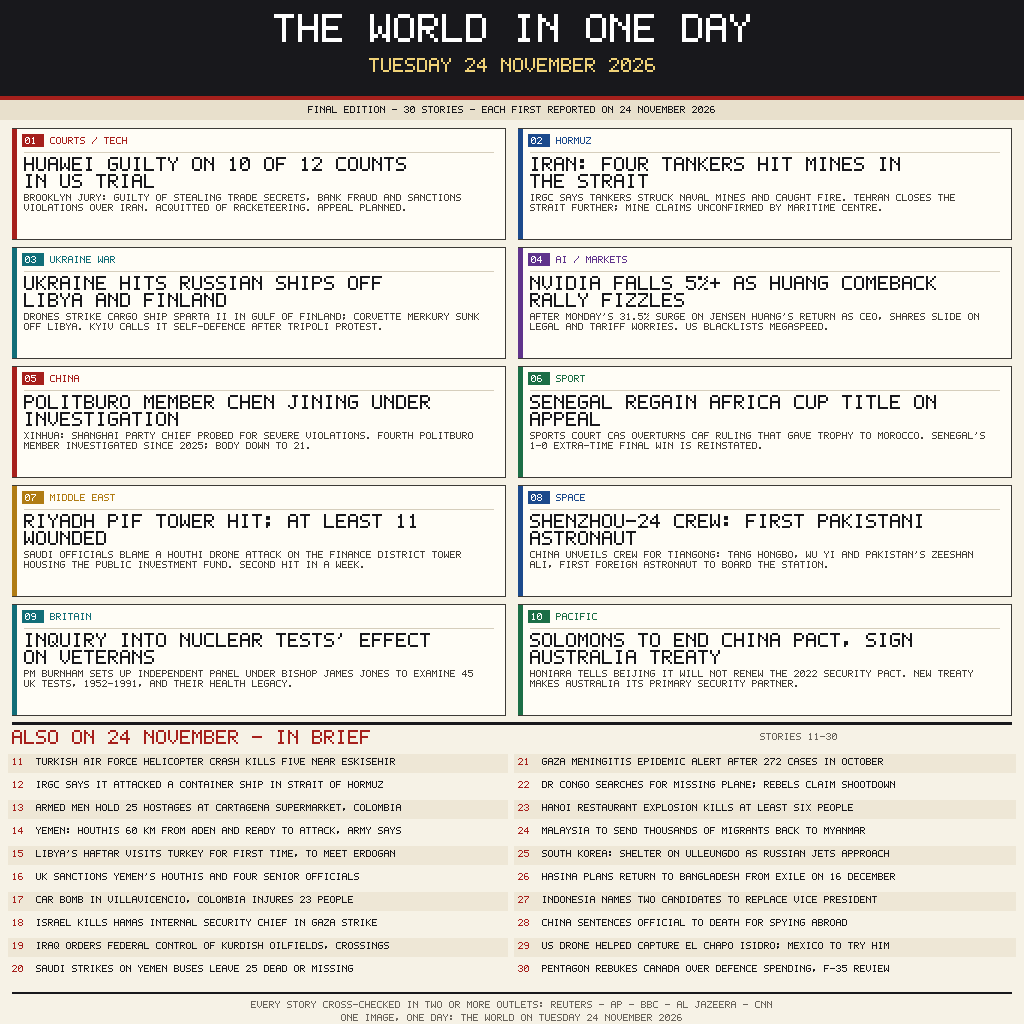 THE WORLD IN ONE DAY
TUESDAY 24 NOVEMBER 2026
FINAL EDITION - 30 STORIES - EACH FIRST REPORTED ON 24 NOVEMBER 2026
01 COURTS / TECH
HUAWEI GUILTY ON 10 OF 12 COUNTS
IN US TRIAL
BROOKLYN JURY: GUILTY OF STEALING TRADE SECRETS, BANK FRAUD AND SANCTIONS
VIOLATIONS OVER IRAN. ACQUITTED OF RACKETEERING. APPEAL PLANNED.
02 HORMUZ
IRAN: FOUR TANKERS HIT MINES IN
THE STRAIT
IRGC SAYS TANKERS STRUCK NAVAL MINES AND CAUGHT FIRE. TEHRAN CLOSES THE
STRAIT FURTHER; MINE CLAIMS UNCONFIRMED BY MARITIME CENTRE.
03 UKRAINE WAR
UKRAINE HITS RUSSIAN SHIPS OFF
LIBYA AND FINLAND
DRONES STRIKE CARGO SHIP SPARTA II IN GULF OF FINLAND; CORVETTE MERKURY SUNK
OFF LIBYA. KYIV CALLS IT SELF-DEFENCE AFTER TRIPOLI PROTEST.
04 AI / MARKETS
NVIDIA FALLS 5%+ AS HUANG COMEBACK
RALLY FIZZLES
AFTER MONDAY'S 31.5% SURGE ON JENSEN HUANG'S RETURN AS CEO, SHARES SLIDE ON
LEGAL AND TARIFF WORRIES. US BLACKLISTS MEGASPEED.
05 CHINA
POLITBURO MEMBER CHEN JINING UNDER
INVESTIGATION
XINHUA: SHANGHAI PARTY CHIEF PROBED FOR SEVERE VIOLATIONS. FOURTH POLITBURO
MEMBER INVESTIGATED SINCE 2025; BODY DOWN TO 21.
06 SPORT
SENEGAL REGAIN AFRICA CUP TITLE ON
APPEAL
SPORTS COURT CAS OVERTURNS CAF RULING THAT GAVE TROPHY TO MOROCCO. SENEGAL'S
1-0 EXTRA-TIME FINAL WIN IS REINSTATED.
07 MIDDLE EAST
RIYADH PIF TOWER HIT; AT LEAST 11
WOUNDED
SAUDI OFFICIALS BLAME A HOUTHI DRONE ATTACK ON THE FINANCE DISTRICT TOWER
HOUSING THE PUBLIC INVESTMENT FUND. SECOND HIT IN A WEEK.
08 SPACE
SHENZHOU-24 CREW: FIRST PAKISTANI
ASTRONAUT
CHINA UNVEILS CREW FOR TIANGONG: TANG HONGBO, WU YI AND PAKISTAN'S ZEESHAN
ALI, FIRST FOREIGN ASTRONAUT TO BOARD THE STATION.
09 BRITAIN
INQUIRY INTO NUCLEAR TESTS' EFFECT
ON VETERANS
PM BURNHAM SETS UP INDEPENDENT PANEL UNDER BISHOP JAMES JONES TO EXAMINE 45
UK TESTS, 1952-1991, AND THEIR HEALTH LEGACY.
10 PACIFIC
SOLOMONS TO END CHINA PACT, SIGN
AUSTRALIA TREATY
HONIARA TELLS BEIJING IT WILL NOT RENEW THE 2022 SECURITY PACT. NEW TREATY
MAKES AUSTRALIA ITS PRIMARY SECURITY PARTNER.
ALSO ON 24 NOVEMBER - IN BRIEF
STORIES 11-30
11 TURKISH AIR FORCE HELICOPTER CRASH KILLS FIVE NEAR ESKISEHIR
12 IRGC SAYS IT ATTACKED A CONTAINER SHIP IN STRAIT OF HORMUZ
13 ARMED MEN HOLD 25 HOSTAGES AT CARTAGENA SUPERMARKET, COLOMBIA
14 YEMEN: HOUTHIS 60 KM FROM ADEN AND READY TO ATTACK, ARMY SAYS
15 LIBYA'S HAFTAR VISITS TURKEY FOR FIRST TIME, TO MEET ERDOGAN
16 UK SANCTIONS YEMEN'S HOUTHIS AND FOUR SENIOR OFFICIALS
17 CAR BOMB IN VILLAVICENCIO, COLOMBIA INJURES 23 PEOPLE
18 ISRAEL KILLS HAMAS INTERNAL SECURITY CHIEF IN GAZA STRIKE
19 IRAQ ORDERS FEDERAL CONTROL OF KURDISH OILFIELDS, CROSSINGS
20 SAUDI STRIKES ON YEMEN BUSES LEAVE 25 DEAD OR MISSING
21 GAZA MENINGITIS EPIDEMIC ALERT AFTER 272 CASES IN OCTOBER
22 DR CONGO SEARCHES FOR MISSING PLANE; REBELS CLAIM SHOOTDOWN
23 HANOI RESTAURANT EXPLOSION KILLS AT LEAST SIX PEOPLE
24 MALAYSIA TO SEND THOUSANDS OF MIGRANTS BACK TO MYANMAR
25 SOUTH KOREA: SHELTER ON ULLEUNGDO AS RUSSIAN JETS APPROACH
26 HASINA PLANS RETURN TO BANGLADESH FROM EXILE ON 16 DECEMBER
27 INDONESIA NAMES TWO CANDIDATES TO REPLACE VICE PRESIDENT
28 CHINA SENTENCES OFFICIAL TO DEATH FOR SPYING ABROAD
29 US DRONE HELPED CAPTURE EL CHAPO ISIDRO; MEXICO TO TRY HIM
30 PENTAGON REBUKES CANADA OVER DEFENCE SPENDING, F-35 REVIEW
EVERY STORY CROSS-CHECKED IN TWO OR MORE OUTLETS: REUTERS - AP - BBC - AL JAZEERA - CNN
ONE IMAGE, ONE DAY: THE WORLD ON TUESDAY 24 NOVEMBER 2026